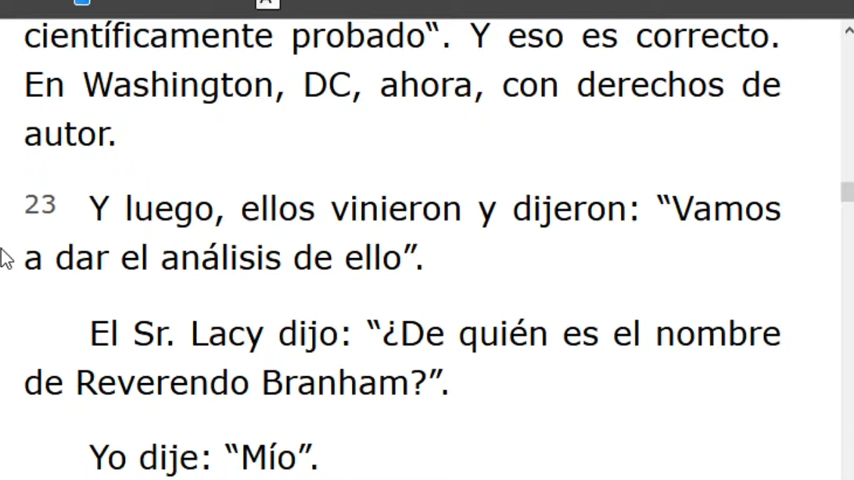 científicamente probado“. Y eso es correcto.
En Washington, DC, ahora, con derechos de
autor.
23 Y luego, ellos vinieron y dijeron: “Vamos
a dar el análisis de ello”.
El Sr. Lacy dijo: “¿De quién es el nombre
de Reverendo Branham?”.
Yo dije: “Mío”.